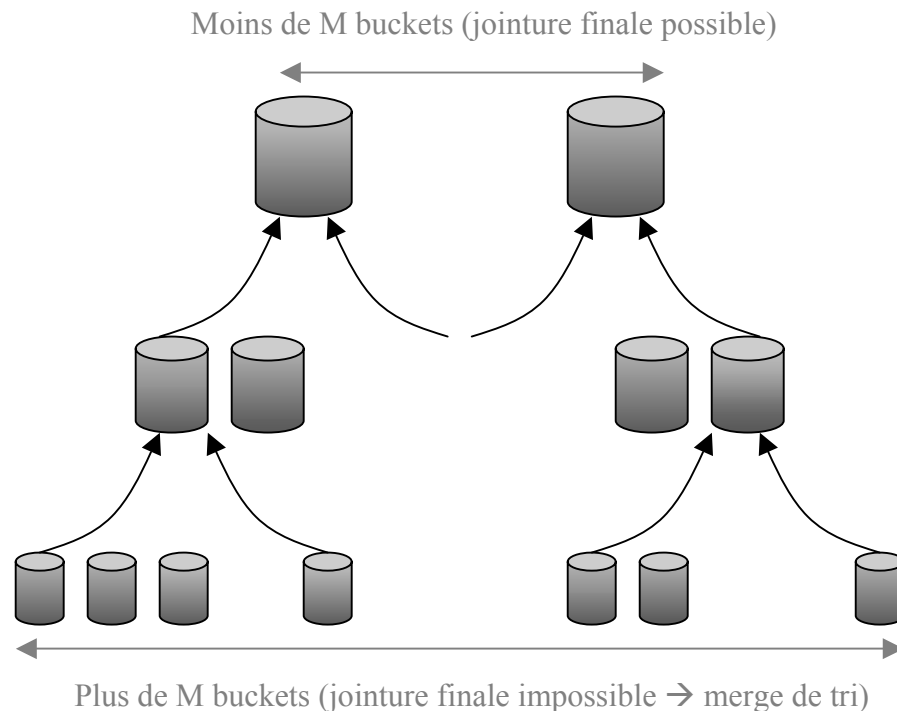 Moins de M buckets (jointure finale possible)
Plus de M buckets (jointure finale impossible → merge de tri)